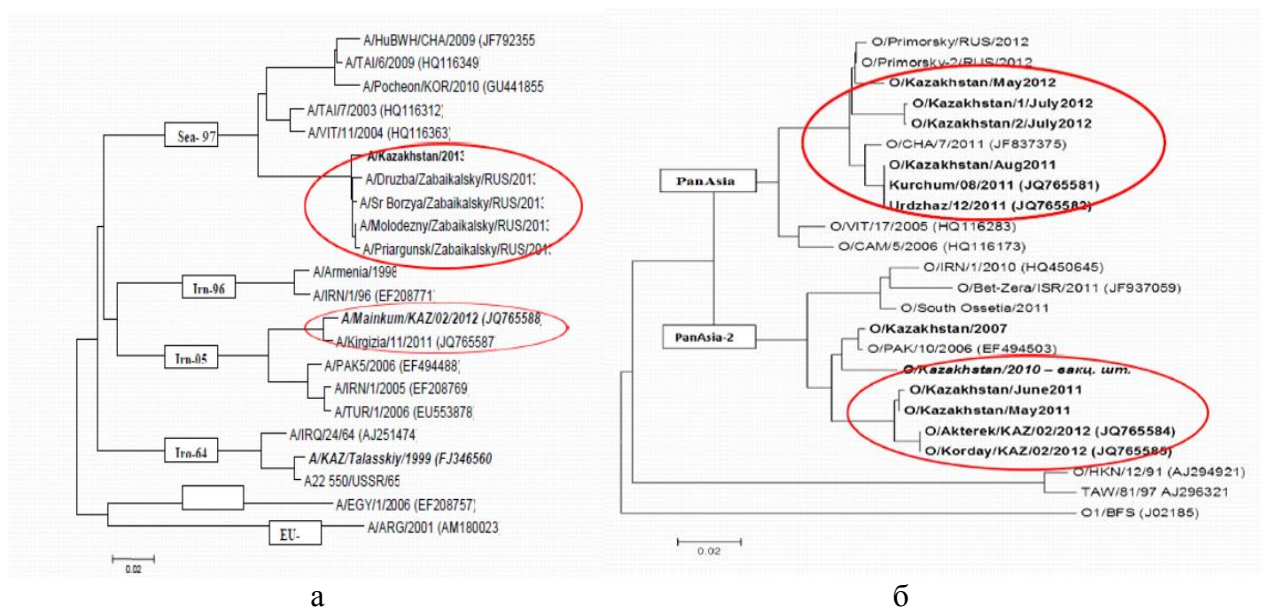 A/HuBWH/CHA/2009 (JF792355
A/TAI/6/2009 (HQ116349)
A/Pocheon/KOR/2010 (GU441855
A/TAI/7/2003 (HQ116312)
A/VIT/11/2004 (HQ116363)
Sea- 97
A/Kazakhstan/2013
A/Druzba/Zabaikalsky/RUS/2013
A/Sr Borzya/Zabaikalsky/RUS/2013
A/Molodezny/Zabaikalsky/RUS/2013
A/Priargunsk/Zabaikalsky/RUS/2013
A/Armenia/1998
Irn-96
A/IRN/1/96 (EF208771)
A/Mainkum/KAZ/02/2012 (JQ765588)
A/Kirgizia/11/2011 (JQ765587
Irn-05
A/PAK5/2006 (EF494488)
A/IRN/1/2005 (EF208769
A/TUR/1/2006 (EU553878
A/IRQ/24/64 (AJ251474
Irq-64
A/KAZ/Talasskiy/1999 (FJ346560
A22 550/USSR/65
A/EGY/1/2006 (EF208757)
A/ARG/2001 (AM180023
EU-
0.02
а
O/Primorsky/RUS/2012
O/Primorsky-2/RUS/2012
O/Kazakhstan/May2012
O/Kazakhstan/1/July2012
O/Kazakhstan/2/July2012
O/CHA/7/2011 (JF837375)
O/Kazakhstan/Aug2011
PanAsia
Kurchum/08/2011 (JQ765581)
Urdzhaz/12/2011 (JQ765582)
O/VIT/17/2005 (HQ116283)
O/CAM/5/2006 (HQ116173)
O/IRN/1/2010 (HQ450645)
O/Bet-Zera/ISR/2011 (JF937059)
O/South Ossetia/2011
PanAsia-2
O/Kazakhstan/2007
O/PAK/10/2006 (EF494503)
O/Kazakhstan/2010 – вакц. шт.
O/Kazakhstan/June2011
O/Kazakhstan/May2011
O/Akterek/KAZ/02/2012 (JQ765584)
O/Korday/KAZ/02/2012 (JQ765585)
O/HKN/12/91 (AJ294921)
TAW/81/97 AJ296321
O1/BFS (J02185)
0.02
б